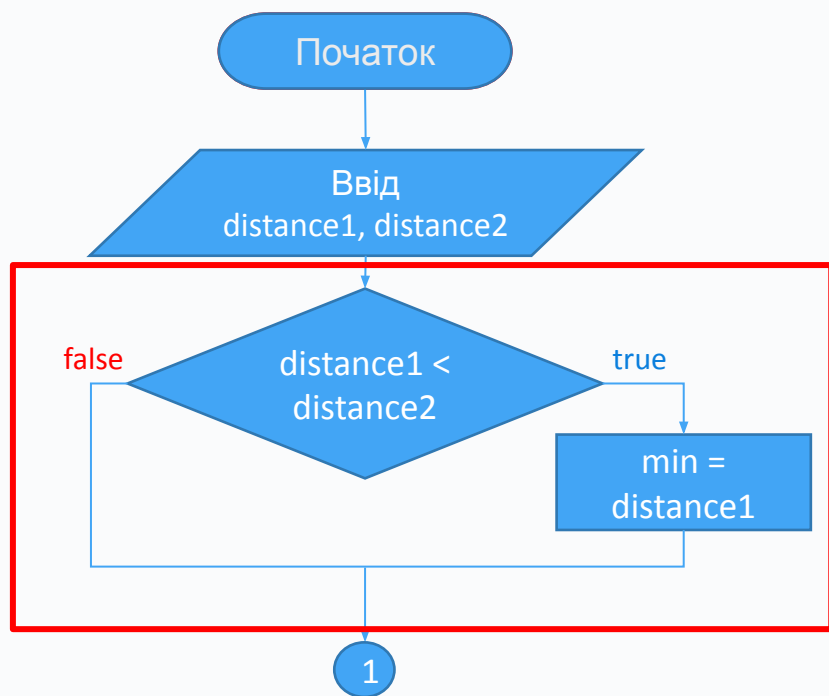 Початок
Ввід
distance1, distance2
false
distance1 <
distance2
true
min =
distance1
1